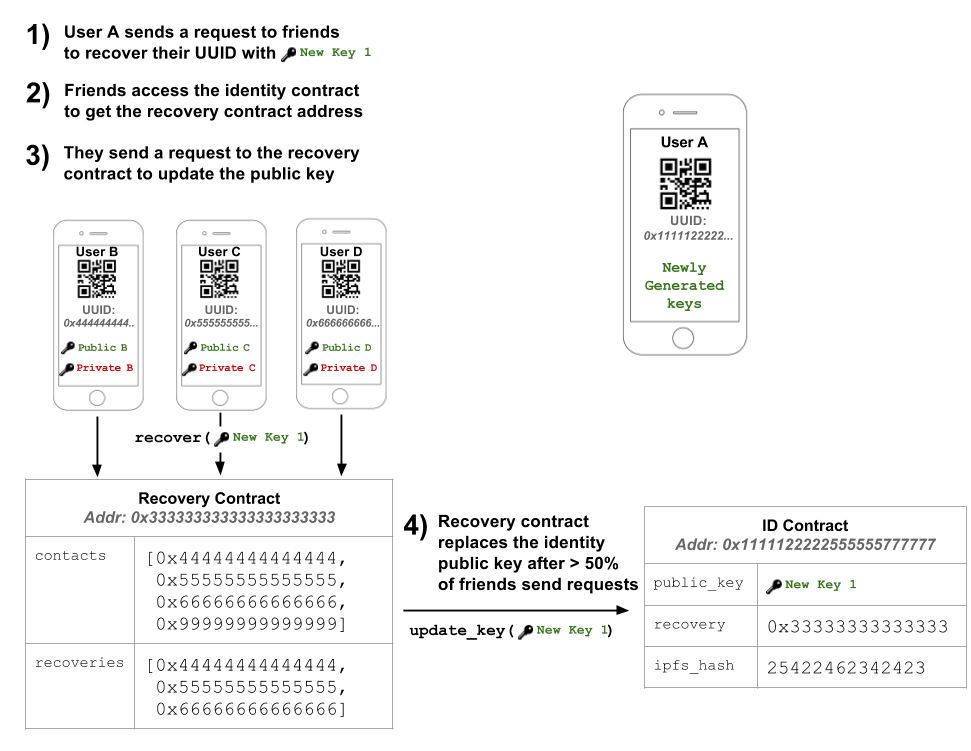 1) User A sends a request to friends
to recover their UUID with New Key 1
2) Friends access the identity contract
to get the recovery contract address
3) They send a request to the recovery
contract to update the public key
User A
UUID:
0x1111122222...
Newly
Generated
keys
User B
UUID:
0x444444444..
Public B
Private B
User C
UUID:
0x555555555...
Public C
Private C
User D
UUID:
0x666666666...
Public D
Private D
recover( New Key 1)
Recovery Contract
Addr: 0x333333333333333333333
contacts
[0x44444444444444,
0x55555555555555,
0x66666666666666,
0x99999999999999]
recoveries
[0x44444444444444,
0x55555555555555,
0x66666666666666]
4) Recovery contract
replaces the identity
public key after > 50%
of friends send requests
update_key( New Key 1)
ID Contract
Addr: 0x1111122222555555777777
public_key
New Key 1
recovery
0x33333333333333
ipfs_hash
25422462342423